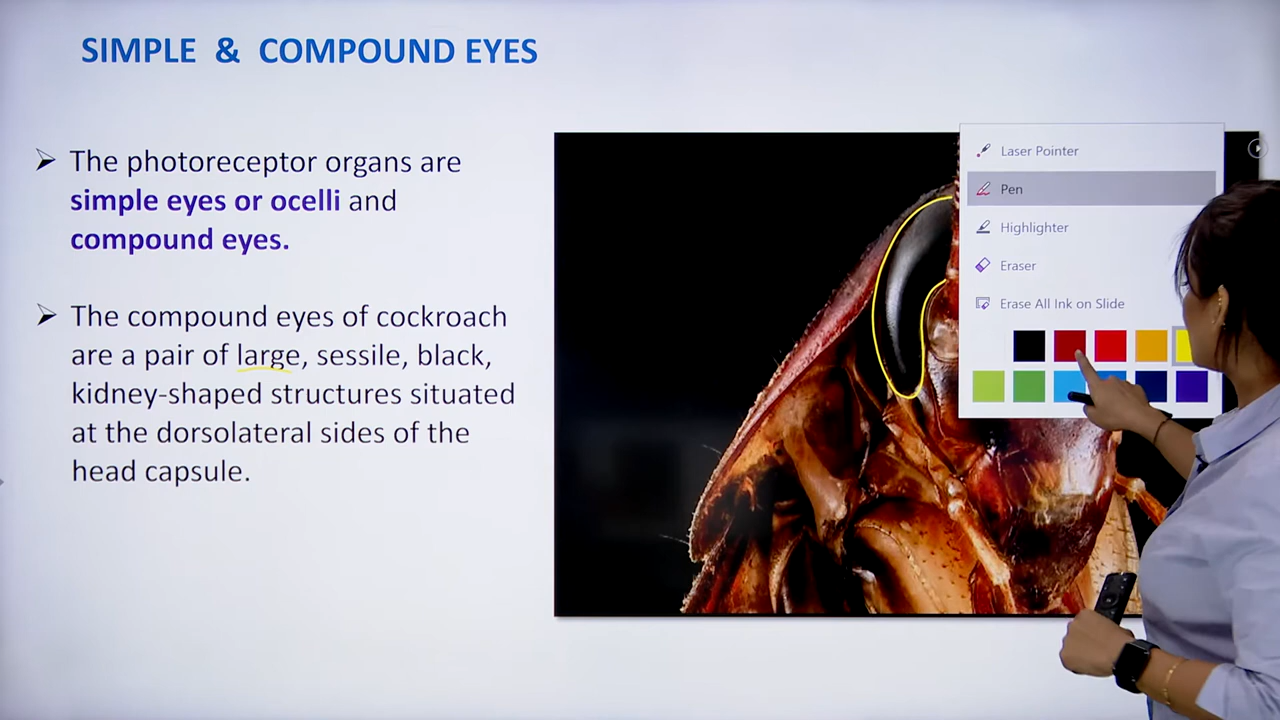 SIMPLE & COMPOUND EYES
The photoreceptor organs are
simple eyes or ocelli and
compound eyes.
The compound eyes of cockroach
are a pair of large, sessile, black,
kidney-shaped structures situated
at the dorsolateral sides of the
head capsule.
Laser Pointer
Pen
Highlighter
Eraser
Erase All Ink on Slide